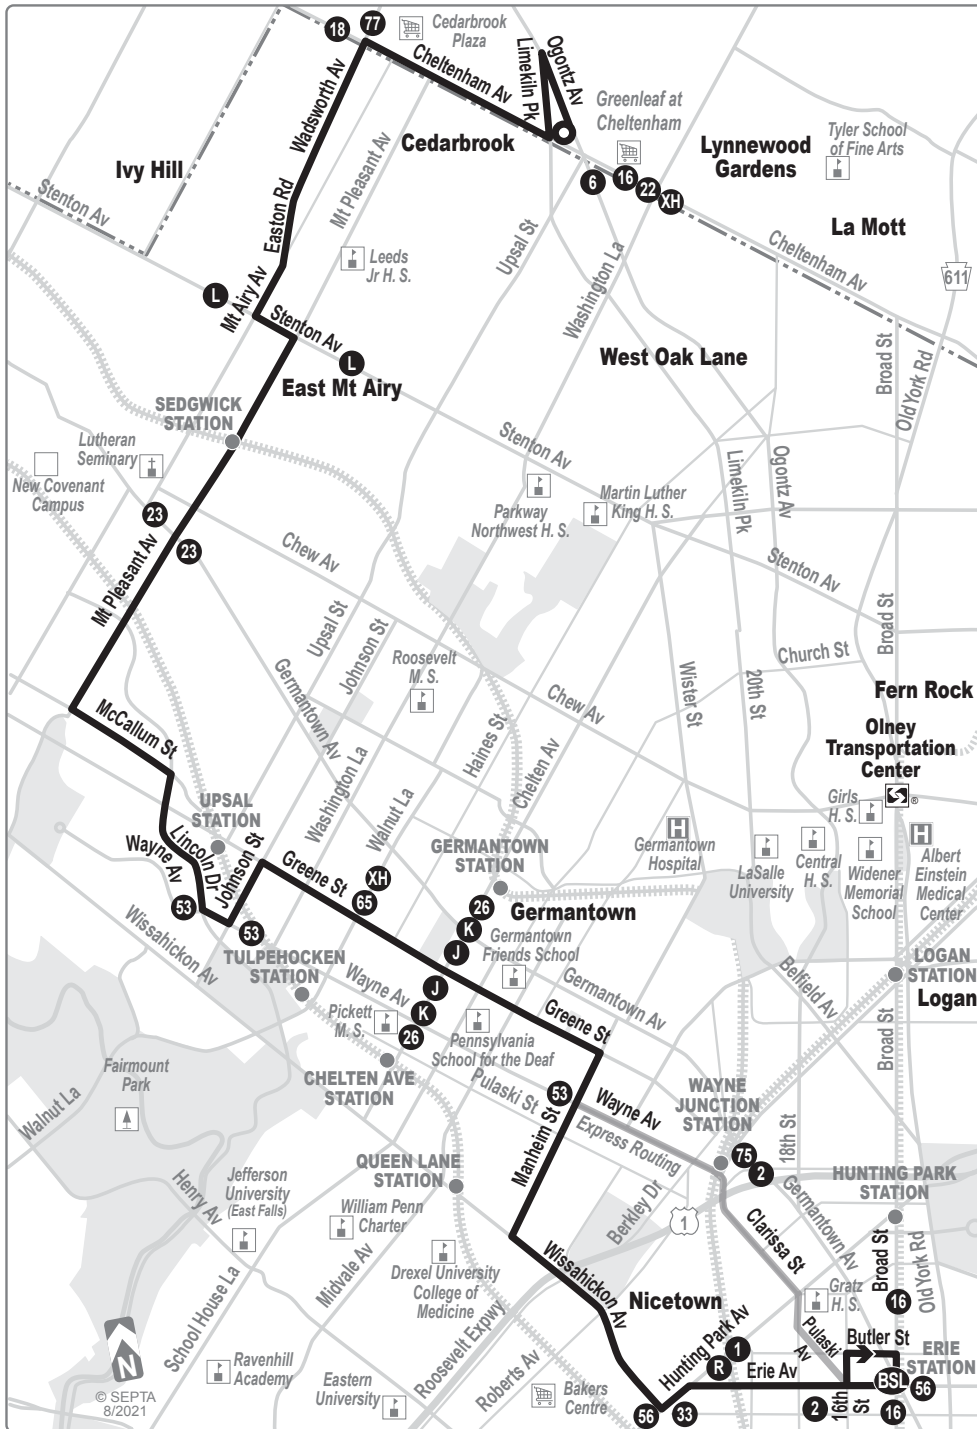 77
18
Cedarbrook
Plaza
Cheltenham Av
Limekiln Pk
Ogontz Av
Wadsworth Av
Greenleaf at
Cheltenham
Cedarbrook
Lynnewood
Gardens
Tyler School
of Fine Arts
Ivy Hill
Mt Pleasant Av
6
16
22
XH
Stenton Av
Easton Rd
Upsal St
La Mott
Leeds
Jr H. S.
Washington La
Cheltenham Av
611
L
Mt Airy Av
Stenton Av
L
West Oak Lane
Broad St
Old York Rd
East Mt Airy
SEDGWICK
STATION
Lutheran
Seminary
New Covenant
Campus
Stenton Av
Limekiln Pk
Ogontz Av
Parkway
Northwest H. S.
Martin Luther
King H. S.
23
23
Mt Pleasant Av
Chew Av
Stenton Av
Upsal St
Johnson St
Broad St
Church St
Roosevelt
M. S.
Germantown Av
Wister St
20th St
Fern Rock
McCallum St
Haines St
Chew Av
Olney
Transportation
Center
®
Washington La
Chelten Av
UPSAL
STATION
Walnut La
Girls
H. S.
Wayne Av
Lincoln Dr
Johnson St
Greene St
GERMANTOWN
STATION
Germantown
Hospital
H
H
LaSalle
University
Central
H. S.
Widener
Memorial
School
Albert
Einstein
Medical
Center
XH
65
53
53
26
K
J
Germantown
Wissahickon Av
TULPEHOCKEN
STATION
Germantown
Friends School
LOGAN
STATION
Logan
Wayne Av
J
K
26
Germantown Av
Belfield Av
Greene St
Pickett
M. S.
Pennsylvania
School for the Deaf
Broad St
Fairmount
Park
CHELTEN AVE
STATION
Pulaski St
53
Wayne Av
WAYNE
JUNCTION
STATION
Walnut La
Express Routing
18th St
Manheim St
75
2
QUEEN LANE
STATION
HUNTING PARK
STATION
Henry Av
Jefferson
University
(East Falls)
William Penn
Charter
Berkley Dr
1
Germantown Av
Clarissa St
Midvale Av
Drexel University
College of
Medicine
Wissahickon Av
Broad St
Old York Rd
School House La
Nicetown
Gratz
H. S.
16
N
Roosevelt Expwy
Hunting Park Av
Pulaski
Av
Butler St
ERIE
STATION
Ravenhill
Academy
Roberts Av
1
R
Erie Av
© SEPTA
8/2021
Eastern
University
Bakers
Centre
BSL
56
56
33
2
16th
St
16